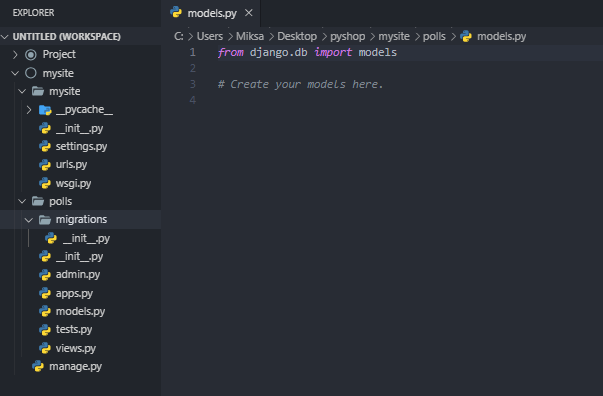 EXPLORER
UNTITLED (WORKSPACE)
Project
mysite
mysite
__pycache__
__init__.py
settings.py
urls.py
wsgi.py
polls
migrations
__init__.py
__init__.py
admin.py
apps.py
models.py
tests.py
views.py
manage.py
models.py
C: > Users > Miksa > Desktop > pyshop > mysite > polls > models.py
1 from django.db import models
2
3 # Create your models here.
4